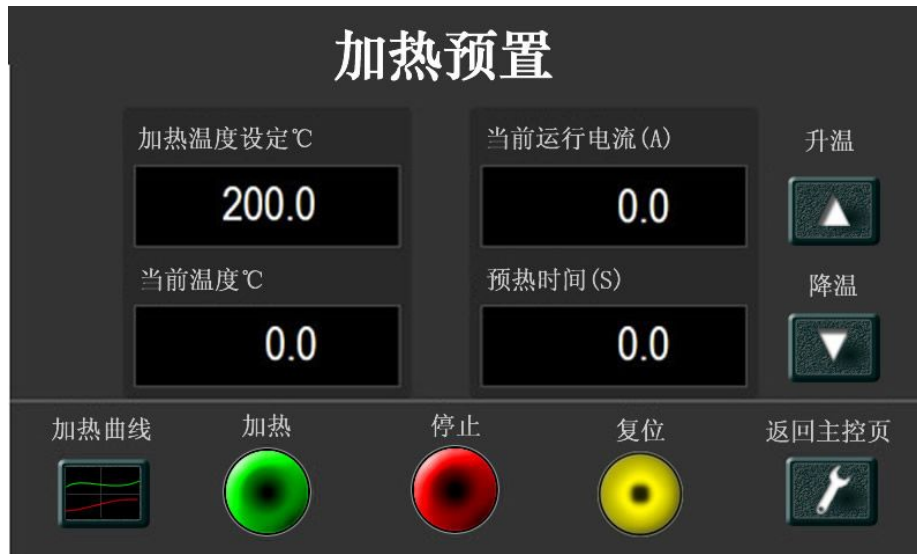 加热预置
加热温度设定℃
当前运行电流(A)
升温
200.0
0.0
当前温度℃
预热时间(S)
降温
0.0
0.0
加热曲线
加热
停止
复位
返回主控页